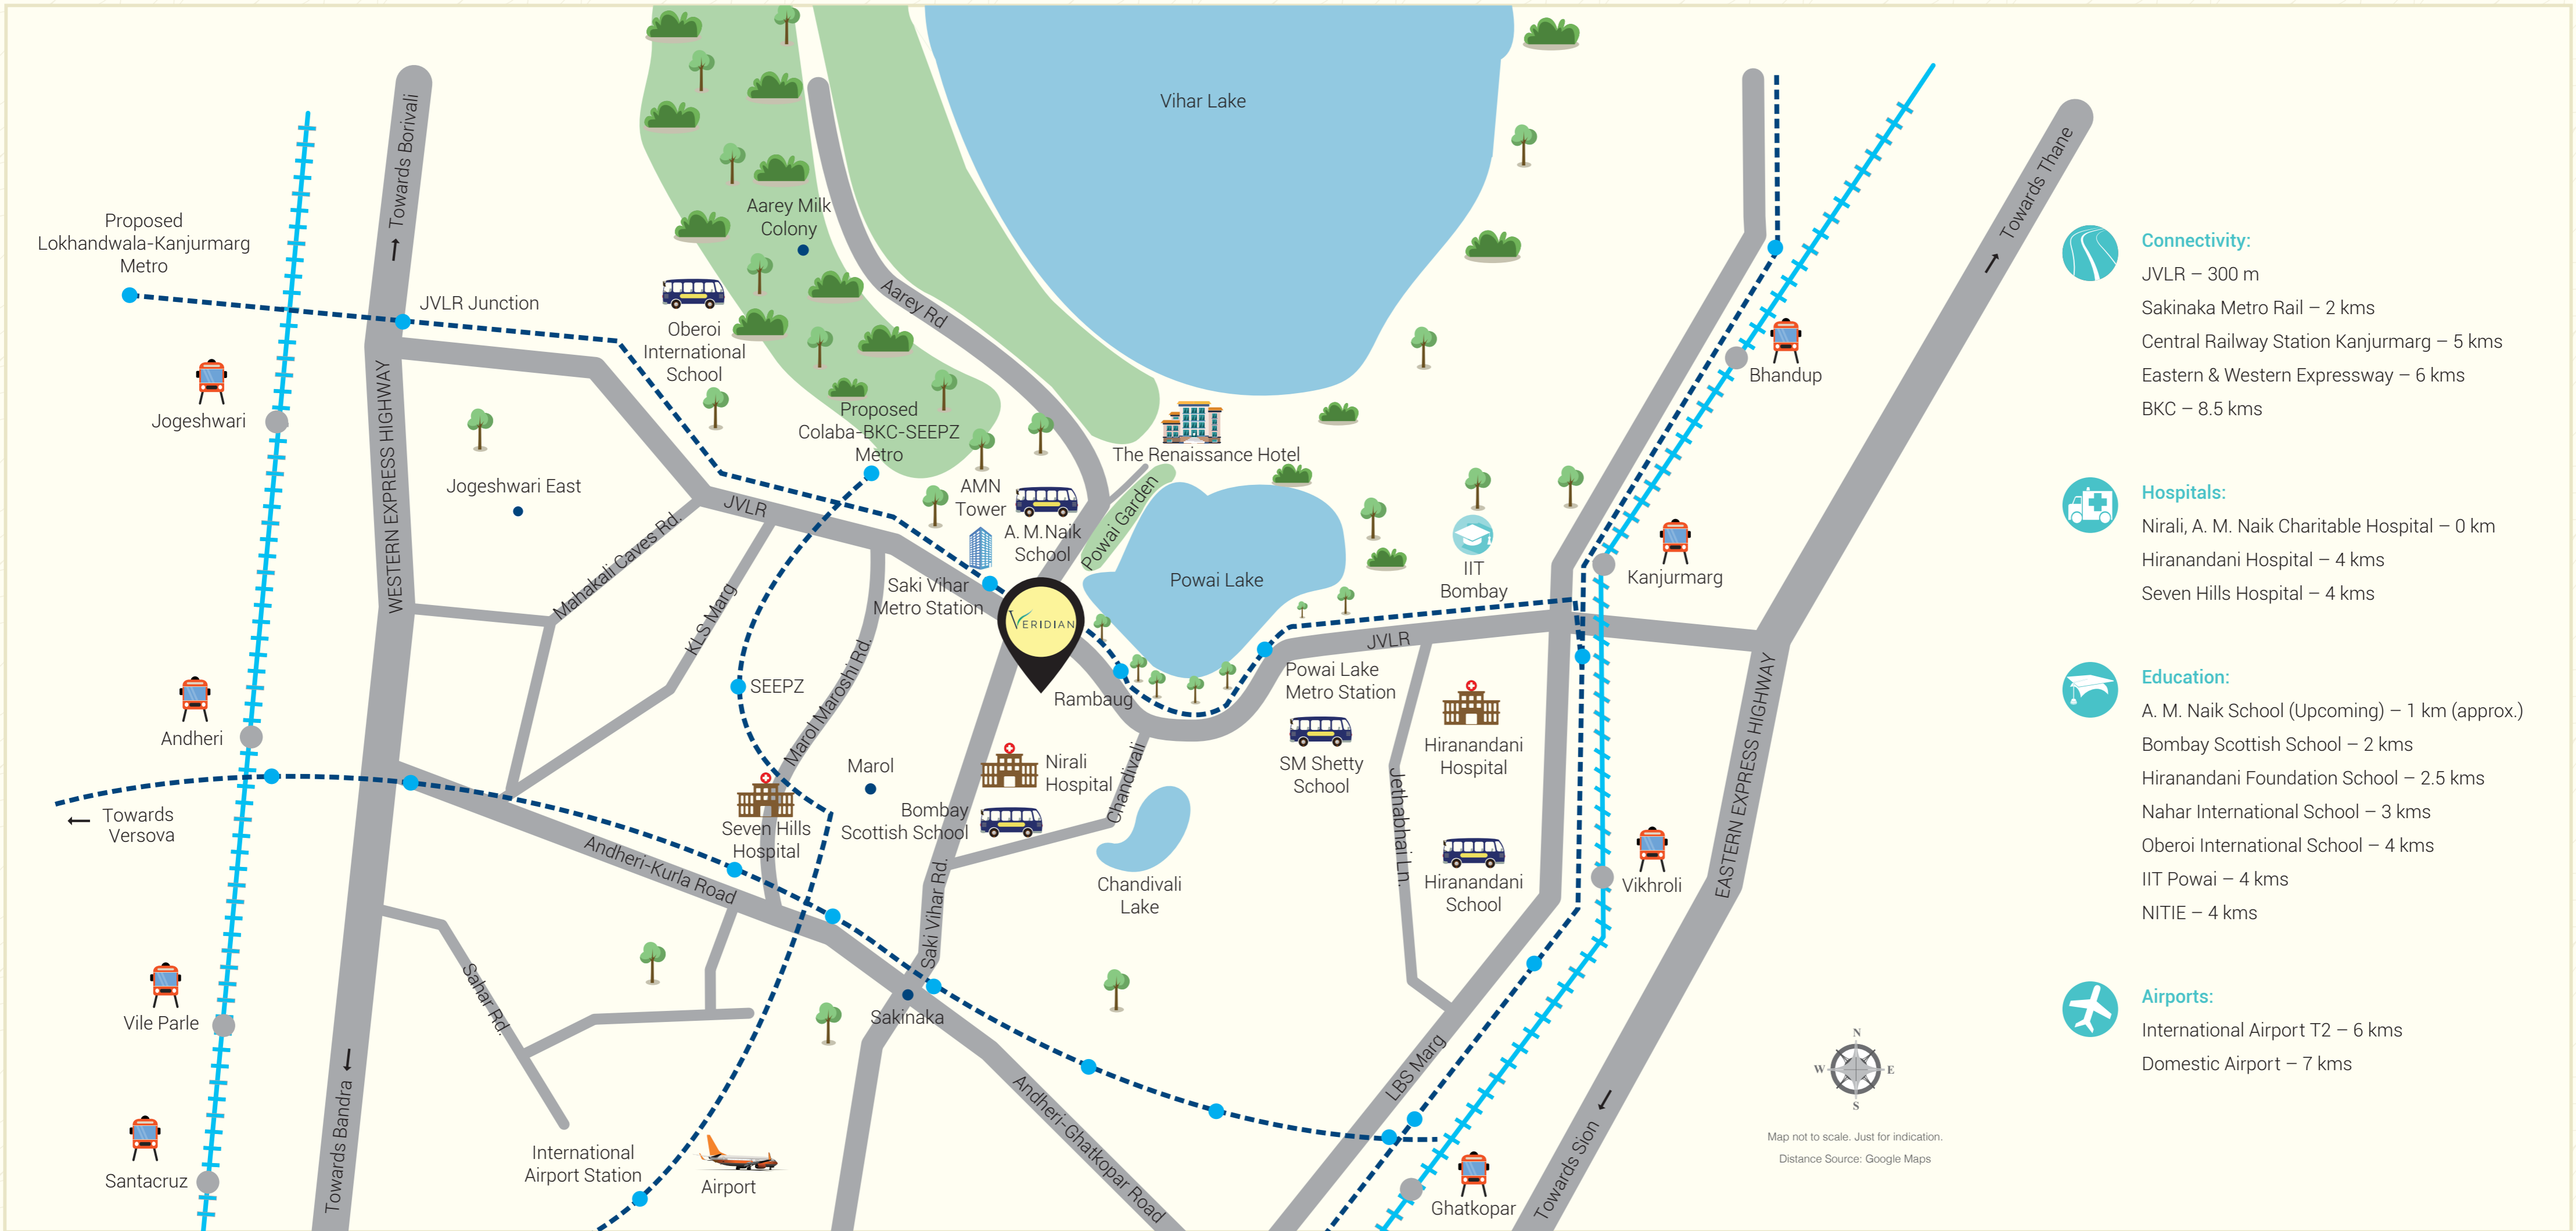 Vihar Lake
Towards Borivali
Towards Thane
Proposed
Lokhandwala-Kanjurmarg
Metro
JVLR Junction
Aarey Milk
Colony
Aarey Rd
Oberoi
International
School
Proposed
Colaba-BKC-SEEPZ
Metro
The Renaissance Hotel
Bhandup
Jogeshwari
WESTERN EXPRESS HIGHWAY
Jogeshwari East
JVLR
AMN
Tower
A. M. Naik
School
Powai Garden
Powai Lake
IIT
Bombay
Kanjurmarg
Mahakali Caves Rd.
KLS Marg
Saki Vihar
Metro Station
VERIDIAN
Rambaug
JVLR
Powai Lake
Metro Station
SEEPZ
Marol Maroshi Rd.
Andheri
Marol
Nirali
Hospital
Chandivali
SM Shetty
School
Hiranandani
Hospital
Jethabhai Ln.
EASTERN EXPRESS HIGHWAY
Towards
Versova
Seven Hills
Hospital
Bombay
Scottish School
Andheri-Kurla Road
Saki Vihar Rd.
Chandivali
Lake
Hiranandani
School
Vikhroli
Sahar Rd.
Vile Parle
Sakinaka
LBS Marg
Andheri-Ghatkopar Road
Towards Bandra
Santacruz
International
Airport Station
Airport
Ghatkopar
Towards Sion
N
W E
S
Map not to scale. Just for indication.
Distance Source: Google Maps
Connectivity:
JVLR – 300 m
Sakinaka Metro Rail – 2 kms
Central Railway Station Kanjurmarg – 5 kms
Eastern & Western Expressway – 6 kms
BKC – 8.5 kms
Hospitals:
Nirali, A. M. Naik Charitable Hospital – 0 km
Hiranandani Hospital – 4 kms
Seven Hills Hospital – 4 kms
Education:
A. M. Naik School (Upcoming) – 1 km (approx.)
Bombay Scottish School – 2 kms
Hiranandani Foundation School – 2.5 kms
Nahar International School – 3 kms
Oberoi International School – 4 kms
IIT Powai – 4 kms
NITIE – 4 kms
Airports:
International Airport T2 – 6 kms
Domestic Airport – 7 kms